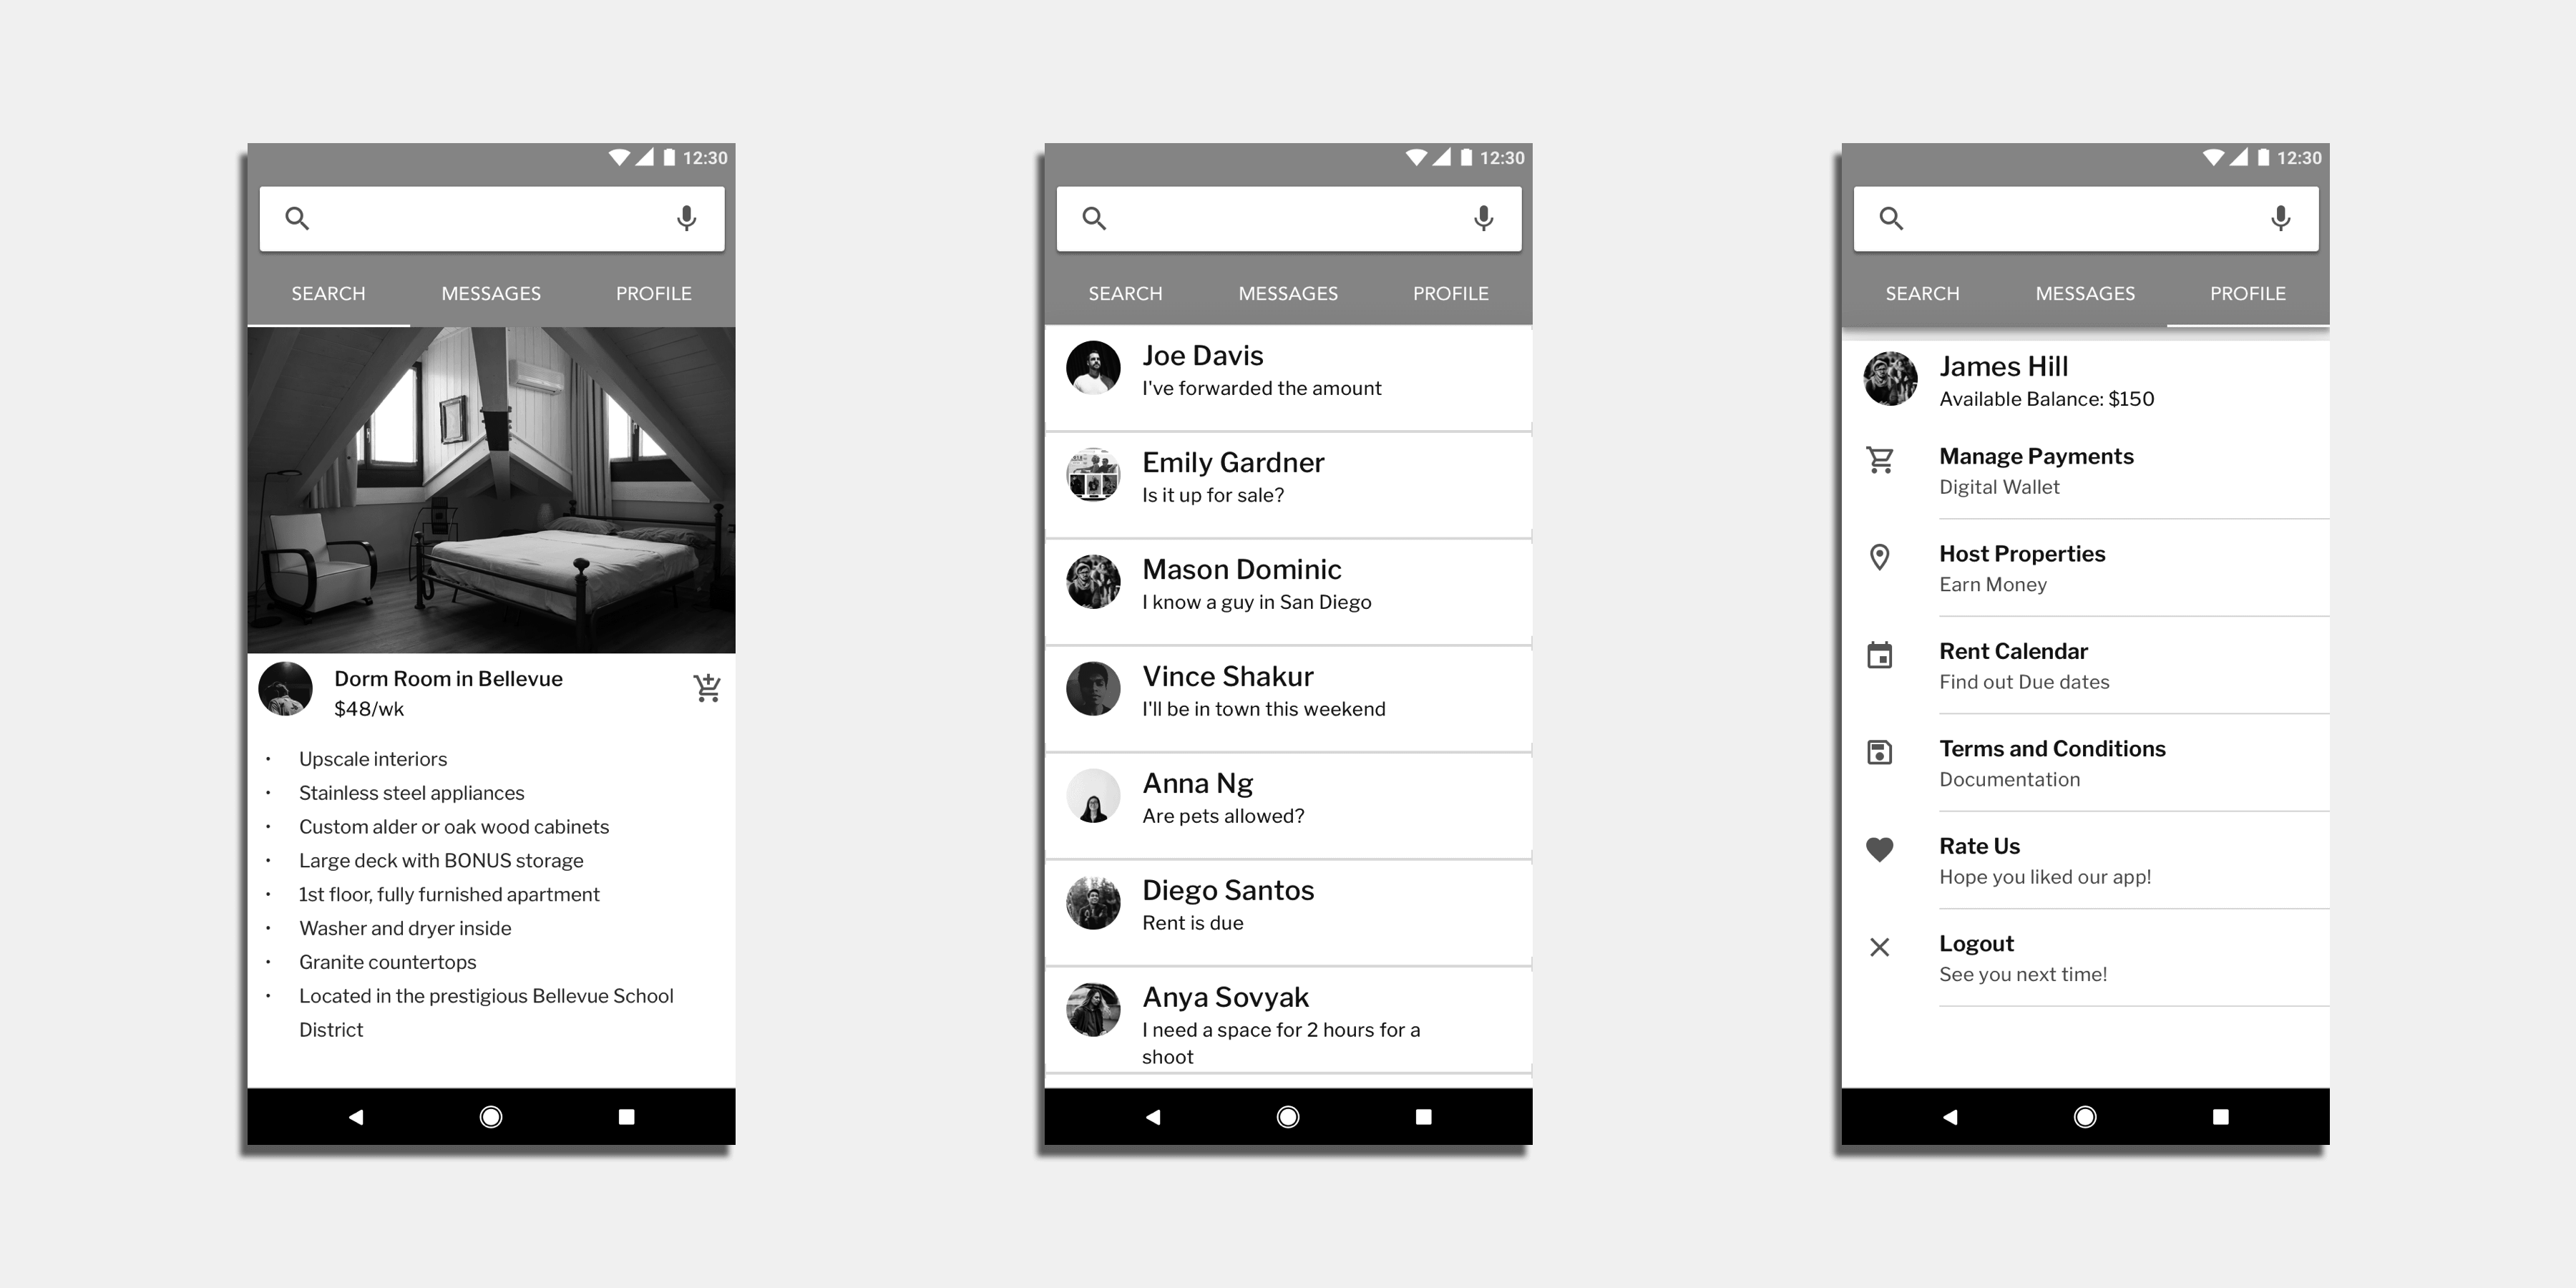 12:30
SEARCH MESSAGES PROFILE
Dorm Room in Bellevue
$48/wk
• Upscale interiors
• Stainless steel appliances
• Custom alder or oak wood cabinets
• Large deck with BONUS storage
• 1st floor, fully furnished apartment
• Washer and dryer inside
• Granite countertops
• Located in the prestigious Bellevue School
District
12:30
SEARCH MESSAGES PROFILE
Joe Davis
I've forwarded the amount
Emily Gardner
Is it up for sale?
Mason Dominic
I know a guy in San Diego
Vince Shakur
I'll be in town this weekend
Anna Ng
Are pets allowed?
Diego Santos
Rent is due
Anya Sovyak
I need a space for 2 hours for a
shoot
12:30
SEARCH MESSAGES PROFILE
James Hill
Available Balance: $150
Manage Payments
Digital Wallet
Host Properties
Earn Money
Rent Calendar
Find out Due dates
Terms and Conditions
Documentation
Rate Us
Hope you liked our app!
Logout
See you next time!